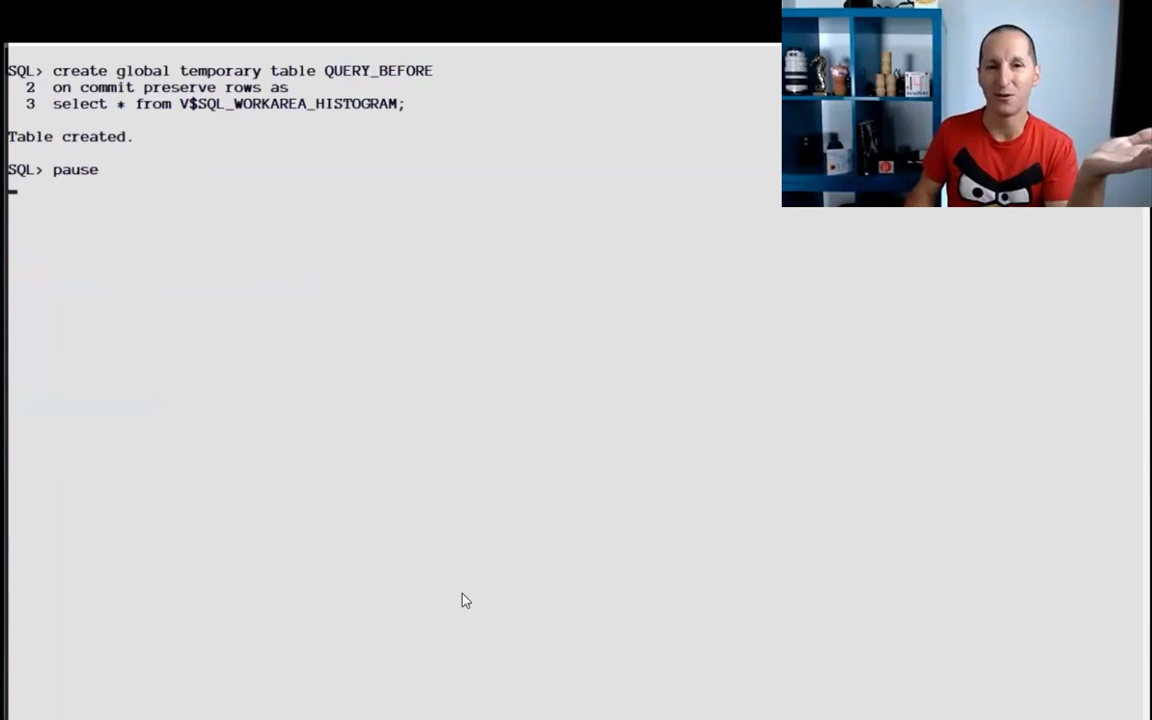 SQL> create global temporary table QUERY_BEFORE
  2  on commit preserve rows as
  3  select * from V$SQL_WORKAREA_HISTOGRAM;
Table created.
SQL> pause